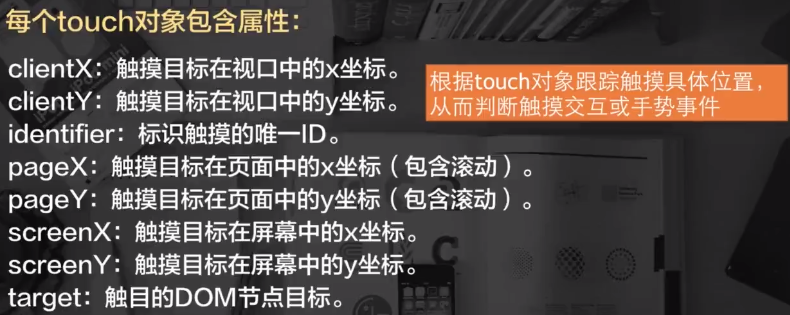 每个touch对象包含属性：
clientX：触摸目标在视口中的x坐标。
clientY：触摸目标在视口中的y坐标。
根据touch对象跟踪触摸具体位置，
从而判断触摸交互或手势事件
identifier：标识触摸的唯一ID。
pageX：触摸目标在页面中的x坐标（包含滚动）。
pageY：触摸目标在页面中的y坐标（包含滚动）。
screenX：触摸目标在屏幕中的x坐标。
screenY：触摸目标在屏幕中的y坐标。
target：触目的DOM节点目标。